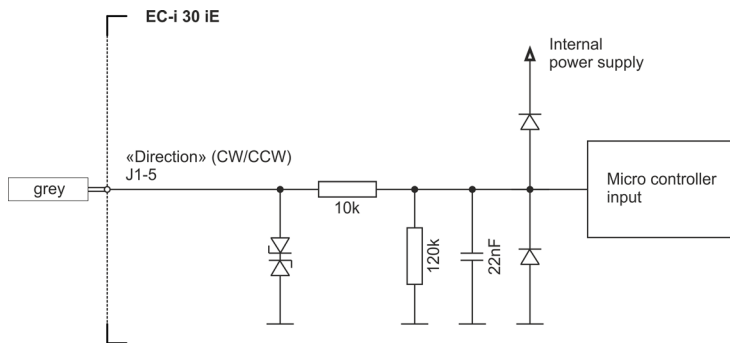 EC-i 30 iE
Internal
power supply
«Direction» (CW/CCW)
J1-5
grey
10k
120k
22nF
Micro controller
input